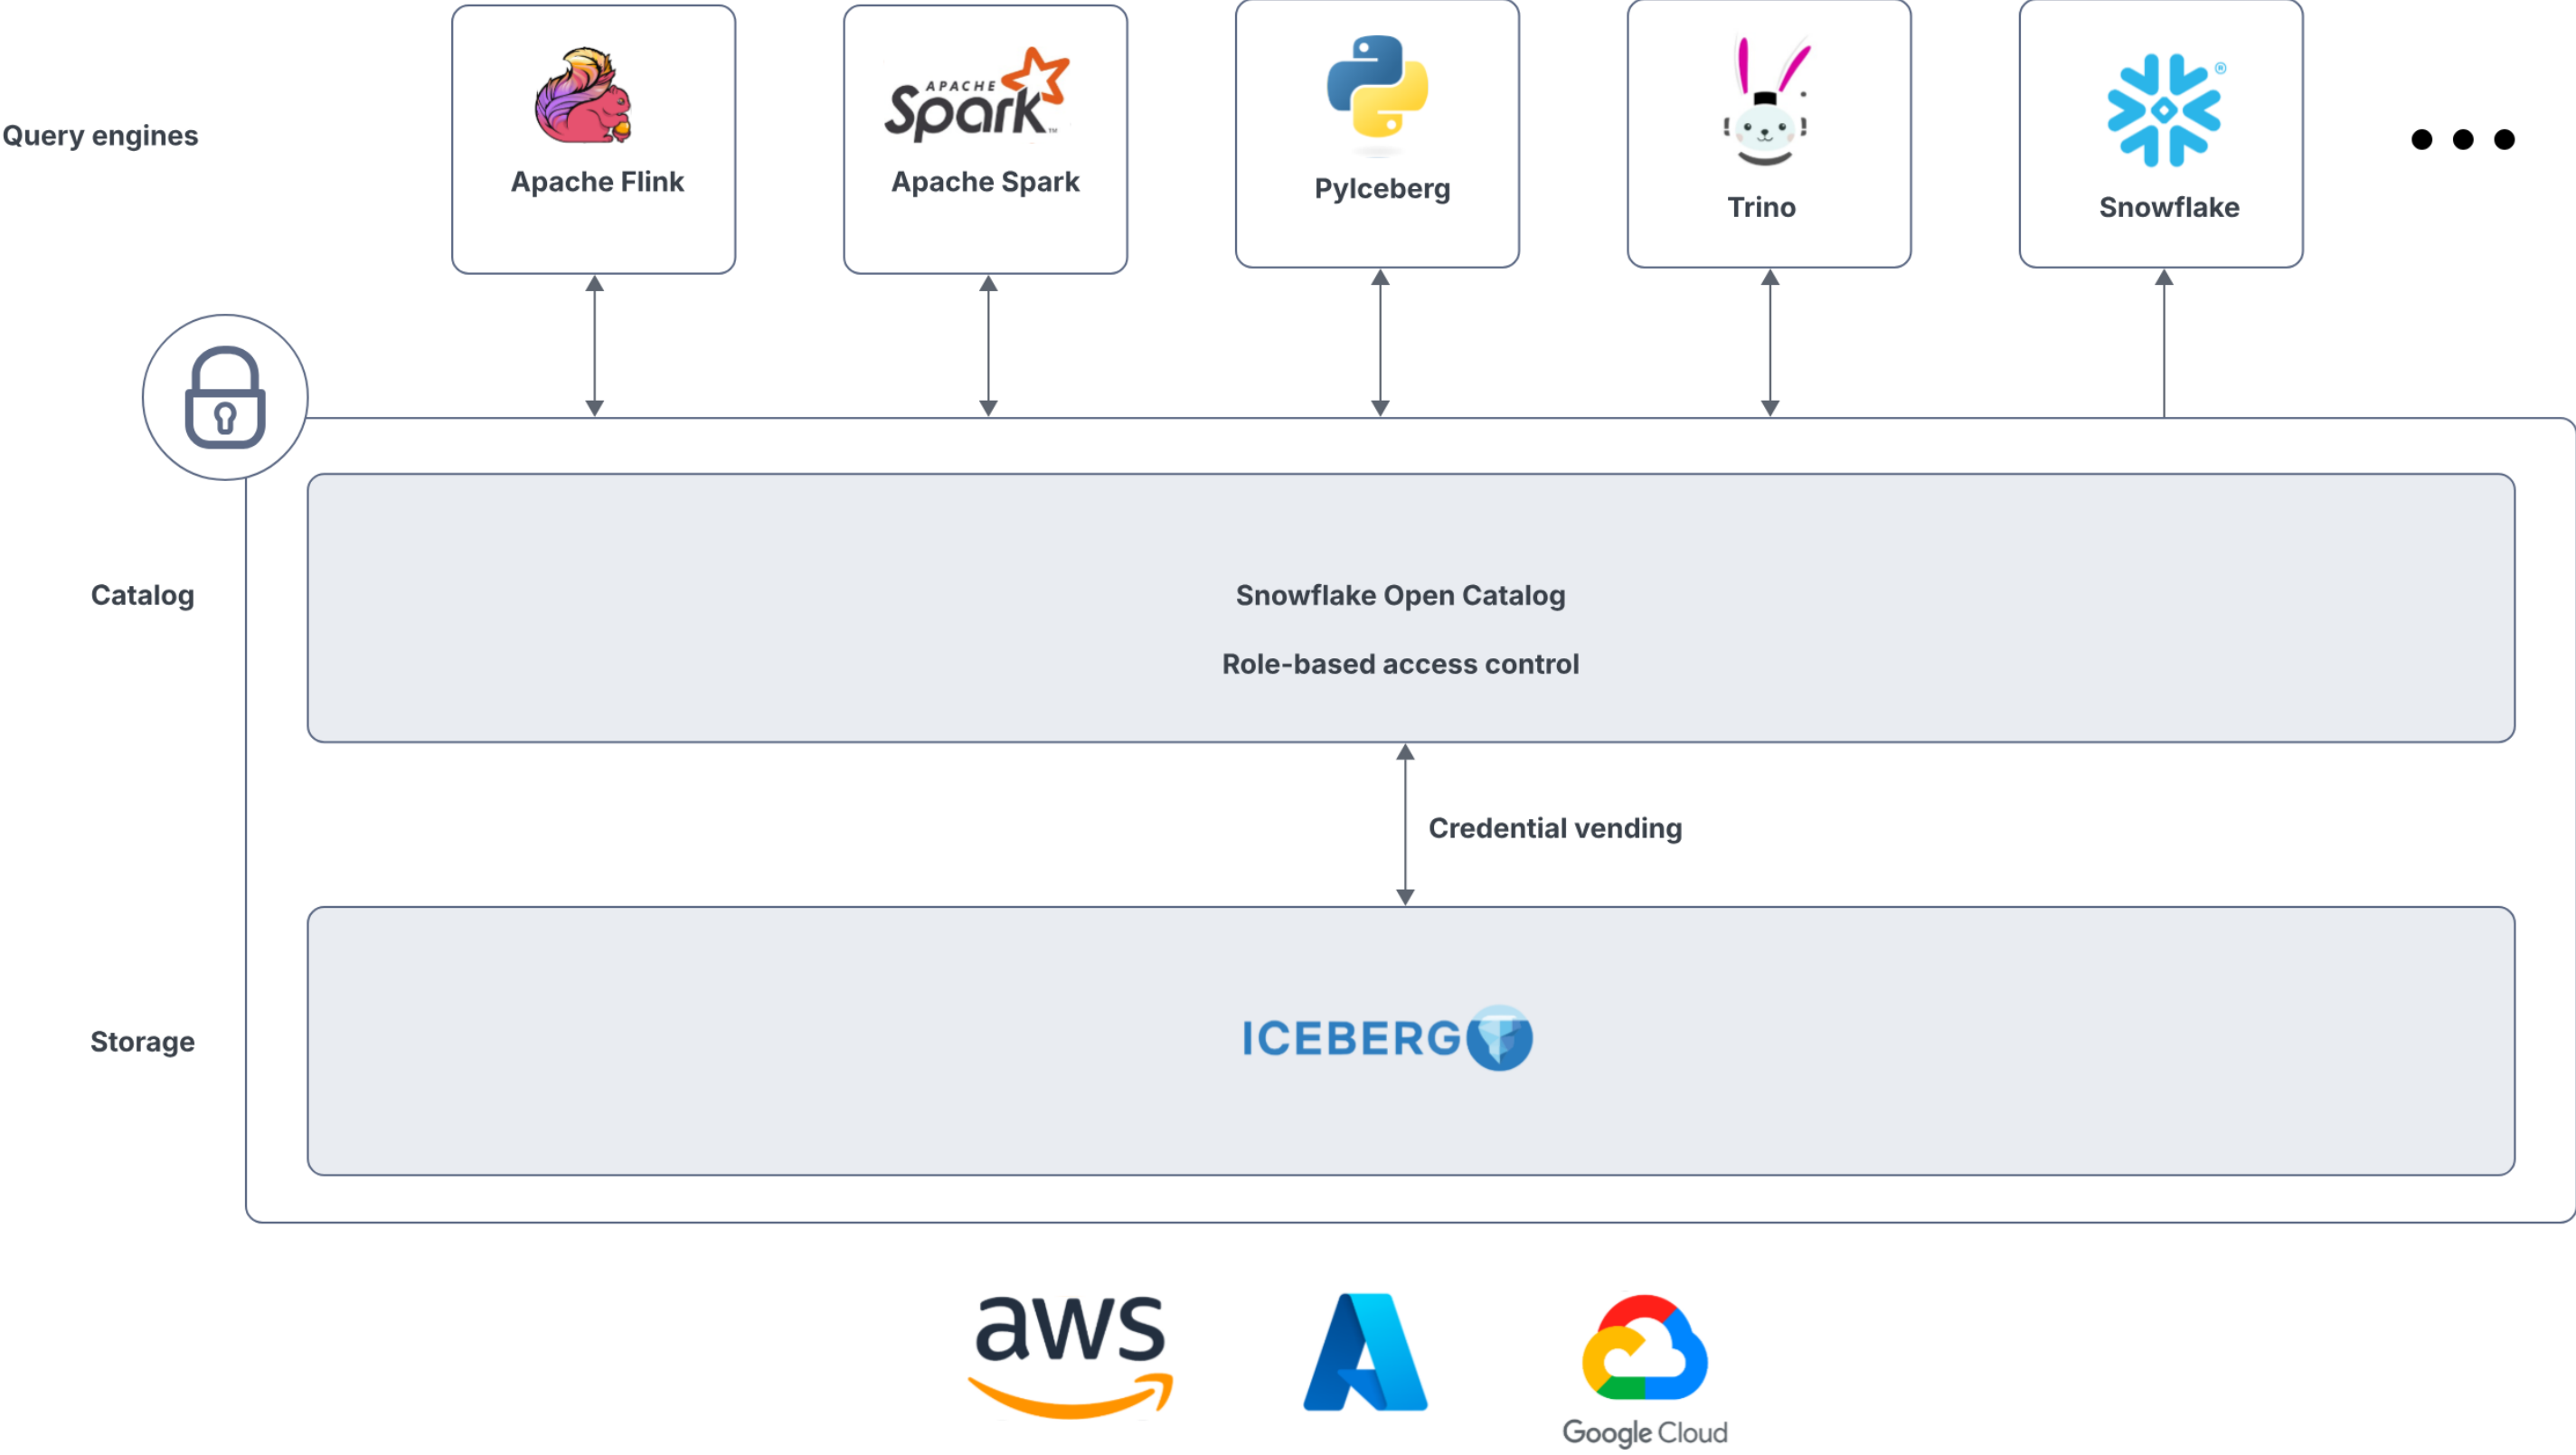 Query engines
APACHE
Spark™
Apache Flink
Apache Spark
PyIceberg
Trino
®
Snowflake
Catalog
Snowflake Open Catalog
Role-based access control
Credential vending
Storage
ICEBERG
aws
Google Cloud